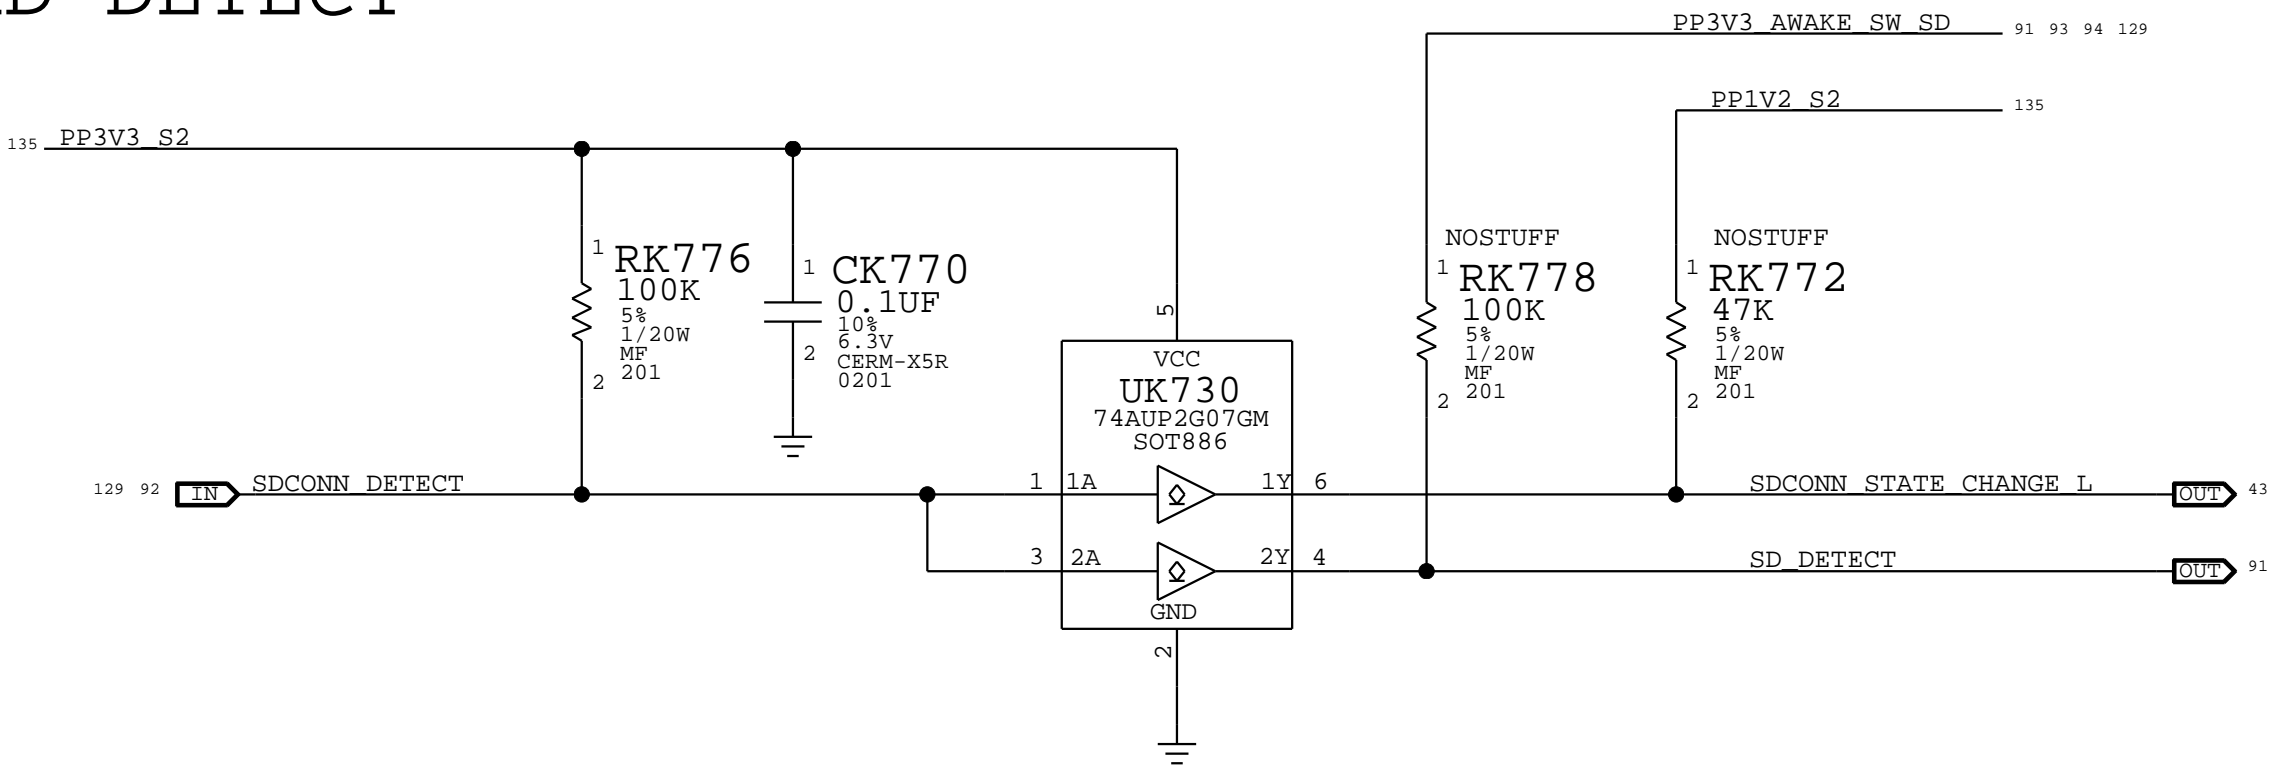 DETECT
PP3V3_AWAKE_SW_SD 91 93 94 129
PP1V2_S2 135
135 PP3V3_S2
NOSTUFF
NOSTUFF
1 RK776
100K
5%
1/20W
MF
201
2
1 CK770
0.1UF
10%
6.3V
CERM-X5R
0201
2
5
1 RK778
100K
5%
1/20W
MF
201
2
1 RK772
47K
5%
1/20W
MF
201
2
VCC
UK730
74AUP2G07GM
SOT886
129 92 IN SDCONN_DETECT 1 1A 1Y 6 SDCONN_STATE_CHANGE_L OUT 43
3 2A 2Y 4 SD_DETECT OUT 91
GND
2